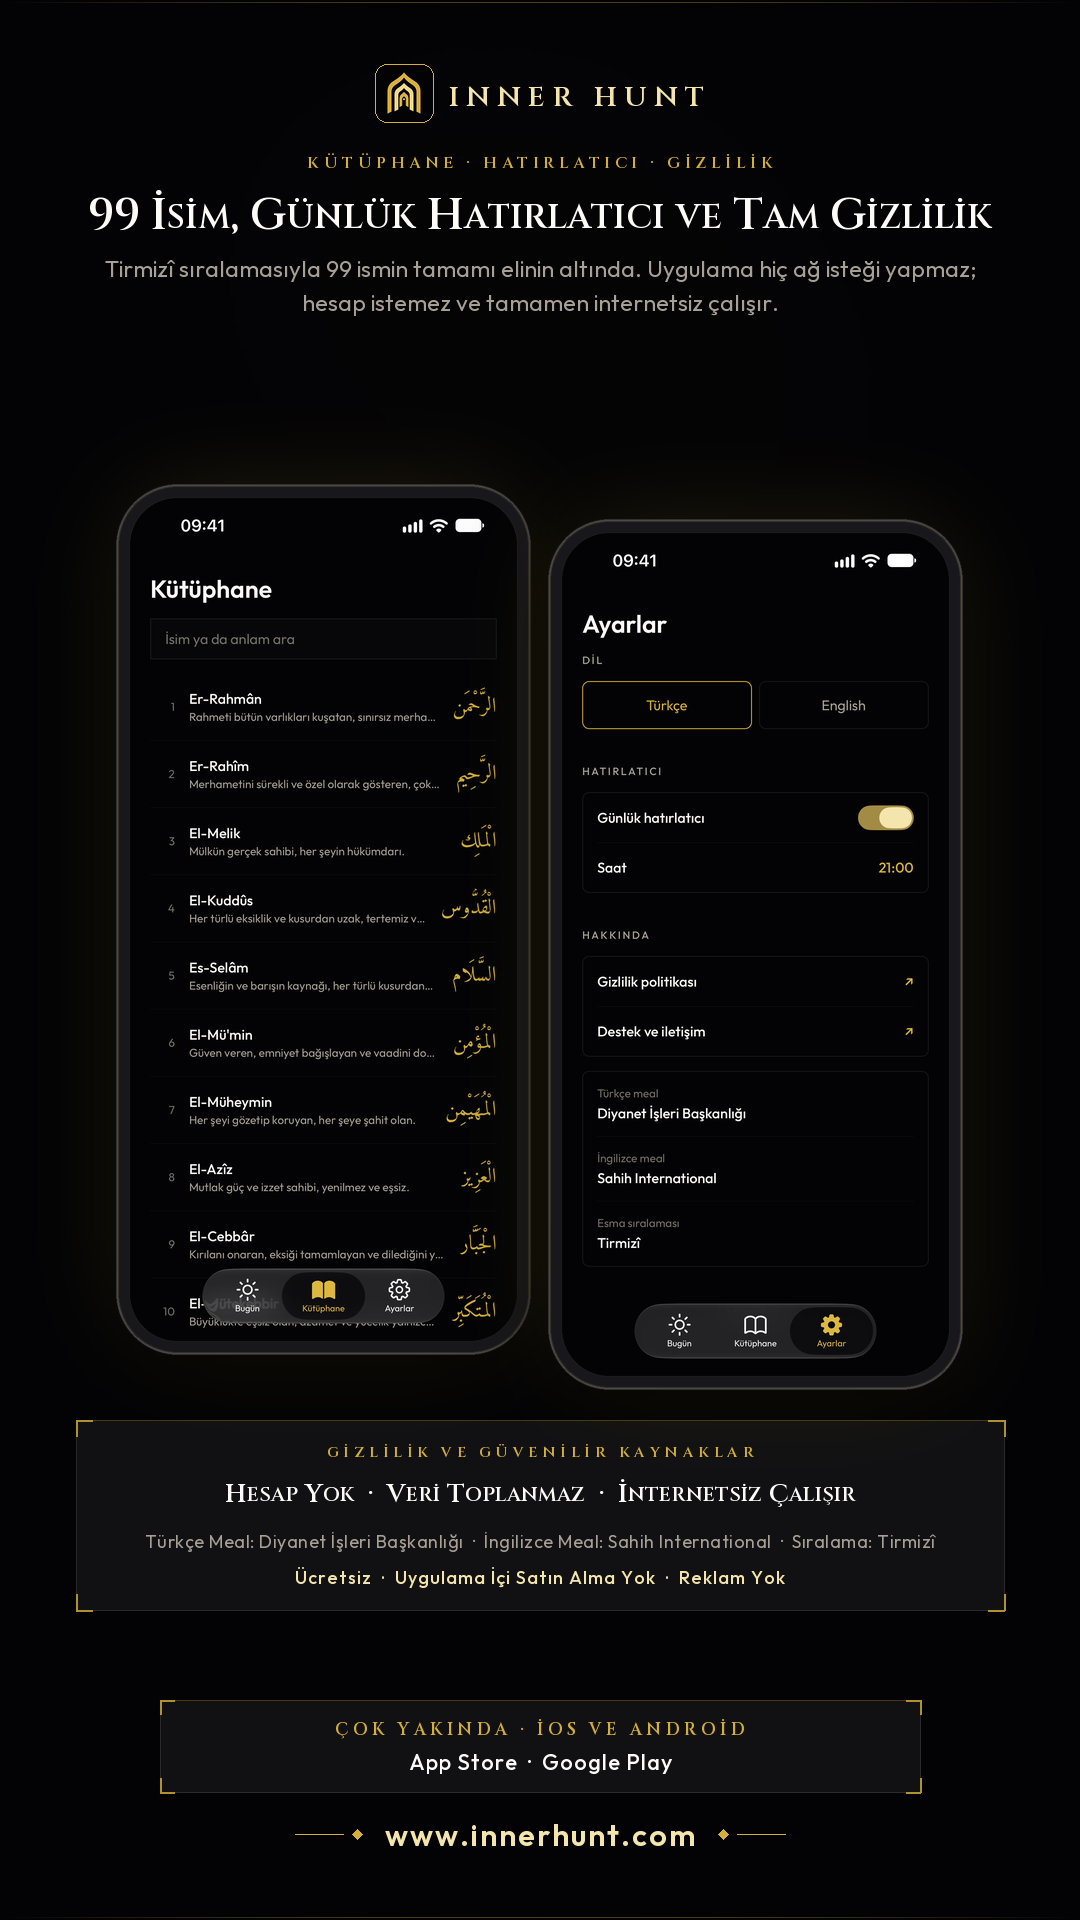 INNER HUNT
KÜTÜPHANE · HATIRLATICI · GİZLİLİK
99 İSİM, GÜNLÜK HATIRLATICI VE TAM GİZLİLİK
Tirmizî sıralamasıyla 99 ismin tamamı elinin altında. Uygulama hiç ağ isteği yapmaz;
hesap istemez ve tamamen internetsiz çalışır.
09:41
Kütüphane
İsim ya da anlam ara
1 Er-Rahmân الرَّحْمَن
Rahmeti bütün varlıkları kuşatan, sınırsız merha...
2 Er-Rahîm الرَّحِيم
Merhametini sürekli ve özel olarak gösteren, çok...
3 El-Melik الْمَلِك
Mülkün gerçek sahibi, her şeyin hükümdarı.
4 El-Kuddûs الْقُدُّوس
Her türlü eksiklik ve kusurdan uzak, tertemiz v...
5 Es-Selâm السَّلَام
Esenliğin ve barışın kaynağı, her türlü kusurdan...
6 El-Mü'min الْمُؤْمِن
Güven veren, emniyet bağışlayan ve vaadini do...
7 El-Müheymin الْمُهَيْمِن
Her şeyi gözetip koruyan, her şeye şahit olan.
8 El-Azîz الْعَزِيز
Mutlak güç ve izzet sahibi, yenilmez ve eşsiz.
9 El-Cebbâr الْجَبَّار
Kırılanı onaran, eksiği tamamlayan ve dilediğini y...
10 الْمُتَكَبِّر
Bugün Kütüphane Ayarlar
09:41
Ayarlar
DİL
Türkçe English
HATIRLATICI
Günlük hatırlatıcı
Saat 21:00
HAKKINDA
Gizlilik politikası
Destek ve iletişim
Türkçe meal
Diyanet İşleri Başkanlığı
İngilizce meal
Sahih International
Esma sıralaması
Tirmizî
Bugün Kütüphane Ayarlar
GİZLİLİK VE GÜVENİLİR KAYNAKLAR
HESAP YOK · VERİ TOPLANMAZ · İNTERNETSİZ ÇALIŞIR
Türkçe Meal: Diyanet İşleri Başkanlığı · İngilizce Meal: Sahih International · Sıralama: Tirmizî
Ücretsiz · Uygulama İçi Satın Alma Yok · Reklam Yok
ÇOK YAKINDA · İOS VE ANDROİD
App Store · Google Play
www.innerhunt.com